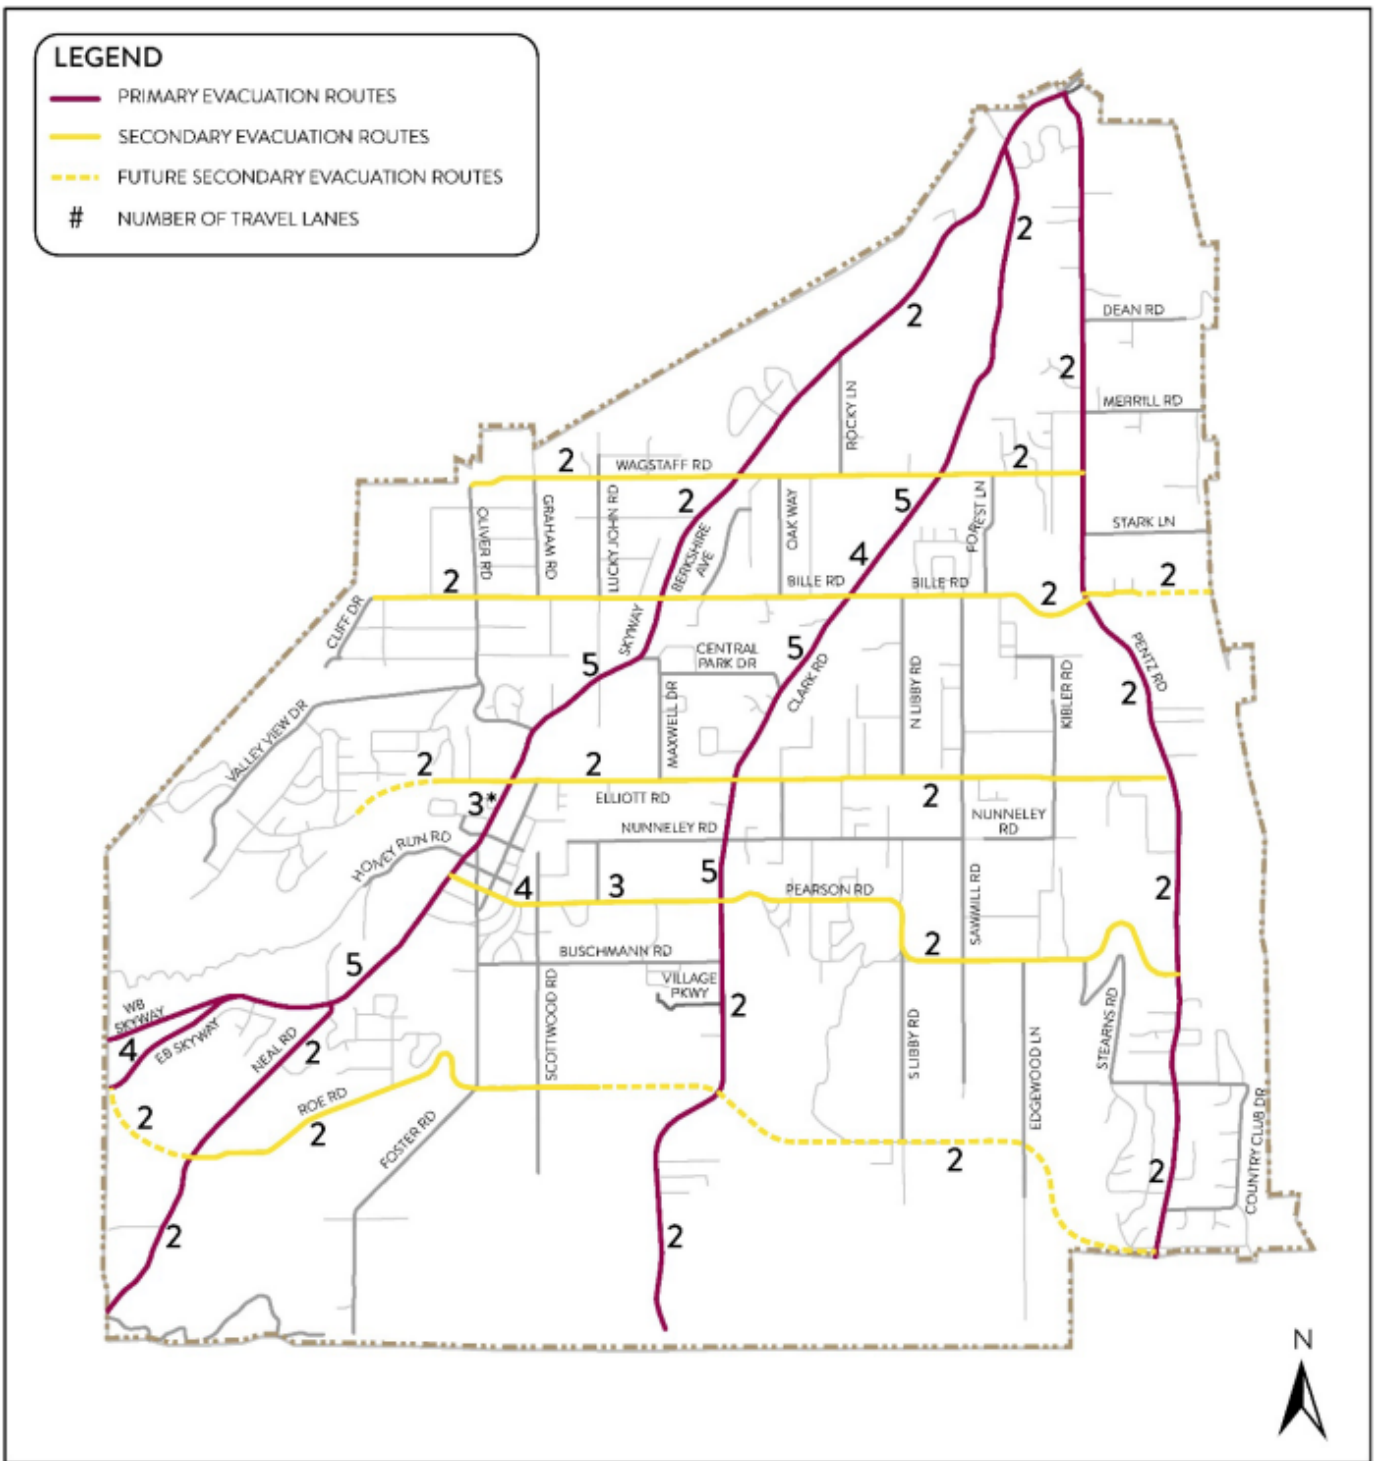 LEGEND
PRIMARY EVACUATION ROUTES
SECONDARY EVACUATION ROUTES
FUTURE SECONDARY EVACUATION ROUTES
# NUMBER OF TRAVEL LANES
2
2
DEAN RD
2
MERRILL RD
ROCKY LN
2
WAGSTAFF RD
2
2
5
GRAHAM RD
LUCKY JOHN RD
OAK WAY
FOREST LN
OLIVER RD
STARK LN
BERKSHIRE
AVE
4
2
BILLE RD
BILLE RD
2
2
CLIFF DR
SKYWAY
5
CENTRAL
PARK DR
5
CLARK RD
PENTZ RD
2
N LIBBY RD
KIBLER RD
MAXWELL DR
VALLEY VIEW DR
2
2
3*
ELLIOTT RD
2
NUNNELEY RD
NUNNELEY
RD
HONEY RUN RD
4
3
5
PEARSON RD
2
SAWMILL RD
2
BUSCHMANN RD
5
VILLAGE
PKWY
2
WB
SKYWAY
4
EB SKYWAY
NEAL RD
2
SCOTTWOOD RD
S LIBBY RD
EDGEWOOD LN
STEARNS RD
2
ROE RD
2
FOSTER RD
COUNTRY CLUB DR
2
2
2
2
N